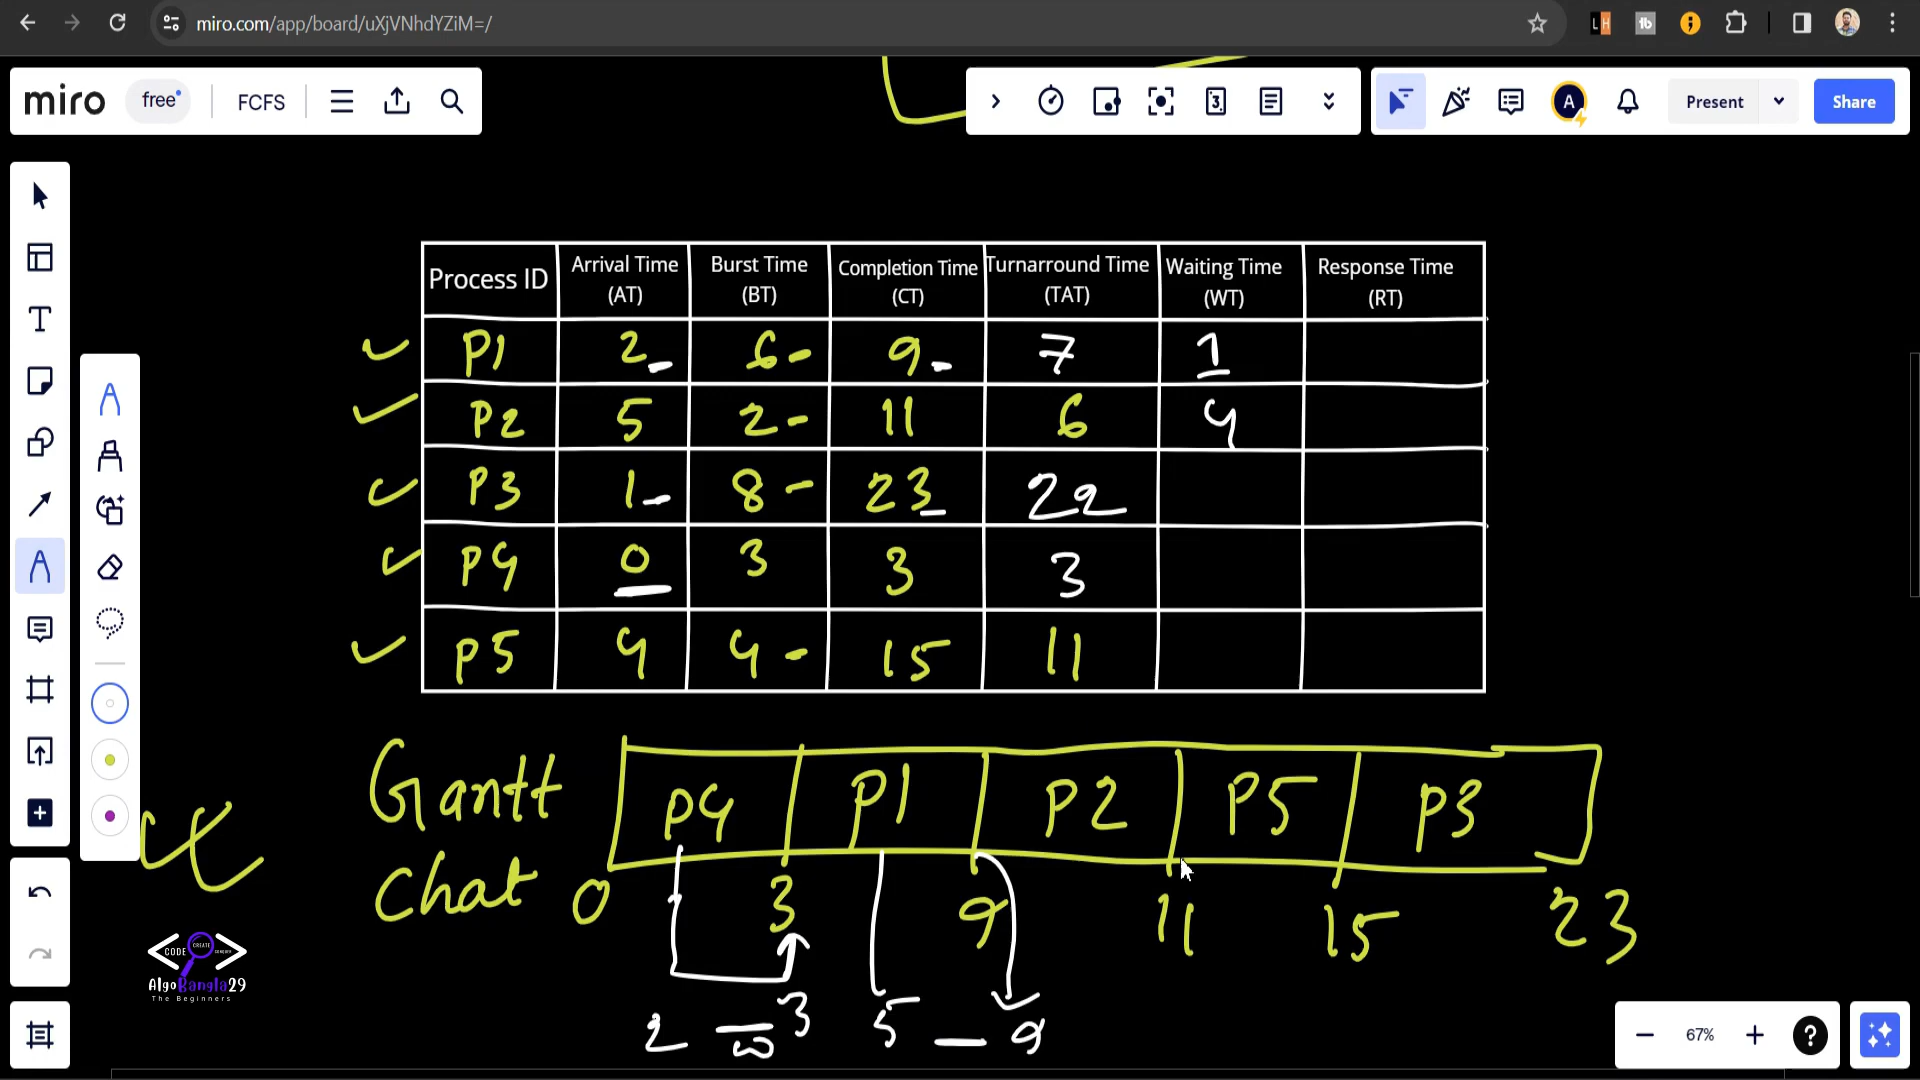 miro.com/app/board/uXjVNhdYZiM=/
miro free FCFS
3
A
Present
Share
Process ID Arrival Time (AT) Burst Time (BT) Completion Time (CT) Turnarround Time (TAT) Waiting Time (WT) Response Time (RT)
P1 2 6 9 7 1
P2 5 2 11 6 4
P3 1 8 23 22
P4 0 3 3 3
P5 4 4 15 11
Gantt P4 P1 P2 P5 P3
Chat 0 3 9 11 15 23
2 3 5 9
w
CODE CREATE
AlgoBangla29
The Beginners
67%